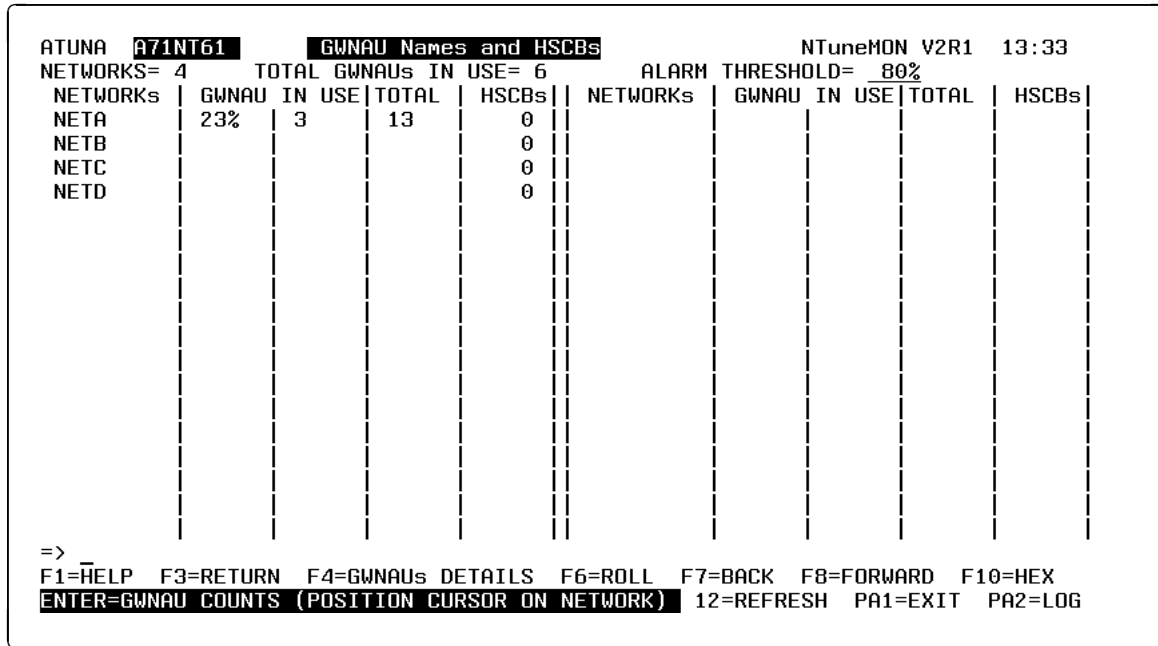 ATUNA  A71NT61  GWNAU Names and HSCBs  NTuneMON V2R1  13:33
NETWORKS= 4  TOTAL GWNAUs IN USE= 6  ALARM THRESHOLD= 80%
NETWORKs | GWNAU IN USE|TOTAL | HSCBs|| NETWORKs | GWNAU IN USE|TOTAL | HSCBs|
NETA | 23% | 3 | 13 | 0 || | | | | |
NETB | | | | 0 || | | | | |
NETC | | | | 0 || | | | | |
NETD | | | | 0 || | | | | |
=> _
F1=HELP  F3=RETURN  F4=GWNAUs DETAILS  F6=ROLL  F7=BACK  F8=FORWARD  F10=HEX
ENTER=GWNAU COUNTS (POSITION CURSOR ON NETWORK)  12=REFRESH  PA1=EXIT  PA2=LOG